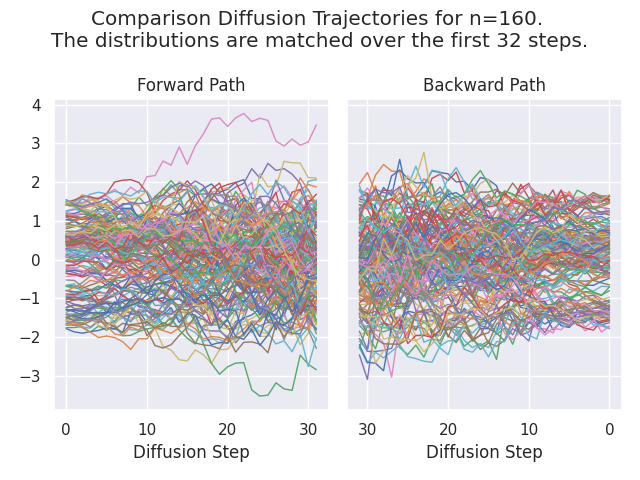 Comparison Diffusion Trajectories for n=160.
The distributions are matched over the first 32 steps.
Forward Path
Backward Path
4
3
2
1
0
−1
−2
−3
0 10 20 30
30 20 10 0
Diffusion Step
Diffusion Step